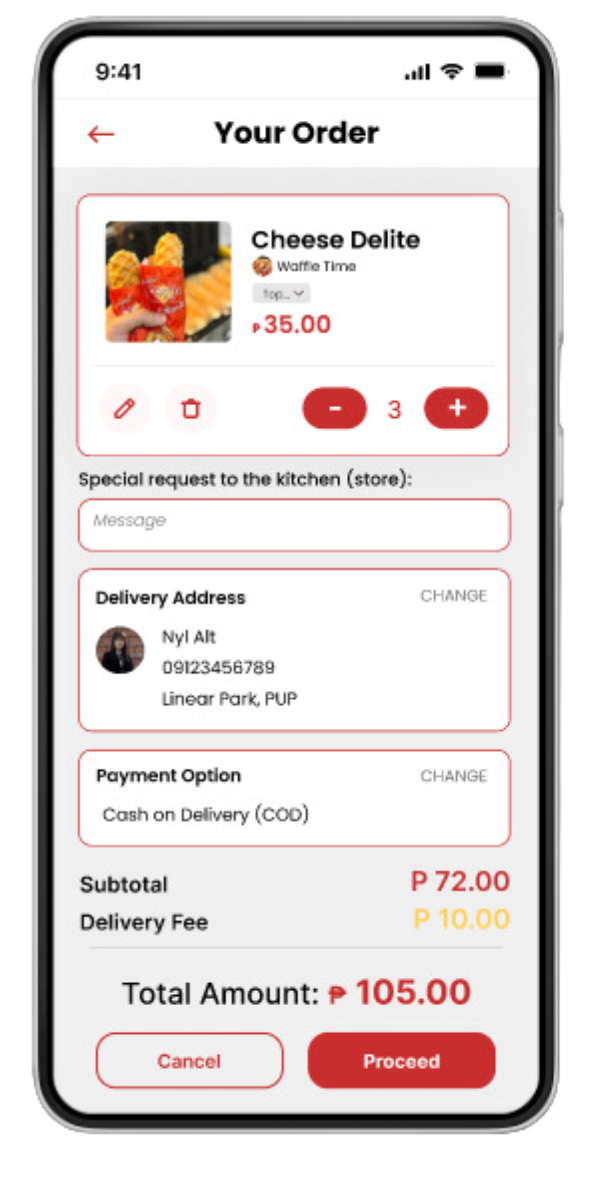 9:41
Your Order
Cheese Delite
Waffle Time
Top...
₱35.00
- 3 +
Special request to the kitchen (store):
Message
Delivery Address CHANGE
Nyl Alt
09123456789
Linear Park, PUP
Payment Option CHANGE
Cash on Delivery (COD)
Subtotal P 72.00
Delivery Fee P 10.00
Total Amount: ₱ 105.00
Cancel Proceed